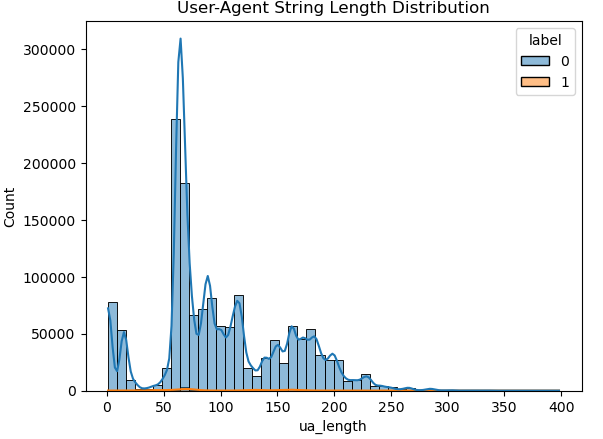 User-Agent String Length Distribution
label
0
1
300000
250000
200000
150000
100000
50000
0
Count
0 50 100 150 200 250 300 350 400
ua_length